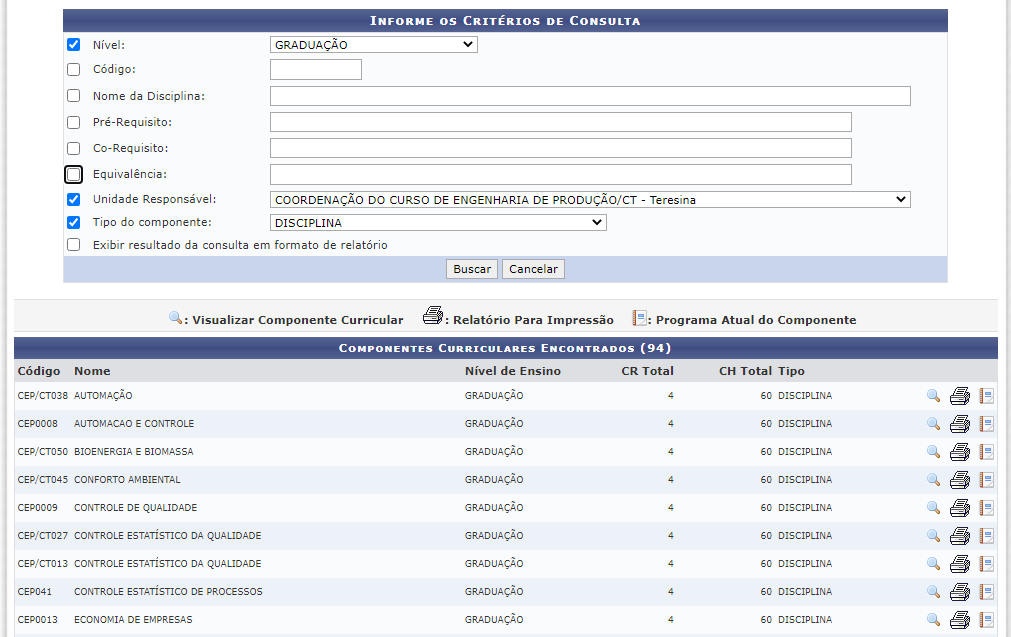 Informe os Critérios de Consulta
Nível: GRADUAÇÃO
Código:
Nome da Disciplina:
Pré-Requisito:
Co-Requisito:
Equivalência:
Unidade Responsável: COORDENAÇÃO DO CURSO DE ENGENHARIA DE PRODUÇÃO/CT - Teresina
Tipo do componente: DISCIPLINA
Exibir resultado da consulta em formato de relatório
Buscar Cancelar
: Visualizar Componente Curricular : Relatório Para Impressão : Programa Atual do Componente
Componentes Curriculares Encontrados (94)
Código Nome Nível de Ensino CR Total CH Total Tipo
CEP/CT038 AUTOMAÇÃO GRADUAÇÃO 4 60 DISCIPLINA
CEP0008 AUTOMACAO E CONTROLE GRADUAÇÃO 4 60 DISCIPLINA
CEP/CT050 BIOENERGIA E BIOMASSA GRADUAÇÃO 4 60 DISCIPLINA
CEP/CT045 CONFORTO AMBIENTAL GRADUAÇÃO 4 60 DISCIPLINA
CEP0009 CONTROLE DE QUALIDADE GRADUAÇÃO 4 60 DISCIPLINA
CEP/CT027 CONTROLE ESTATÍSTICO DA QUALIDADE GRADUAÇÃO 4 60 DISCIPLINA
CEP/CT013 CONTROLE ESTATÍSTICO DA QUALIDADE GRADUAÇÃO 4 60 DISCIPLINA
CEP041 CONTROLE ESTATÍSTICO DE PROCESSOS GRADUAÇÃO 4 60 DISCIPLINA
CEP0013 ECONOMIA DE EMPRESAS GRADUAÇÃO 4 60 DISCIPLINA